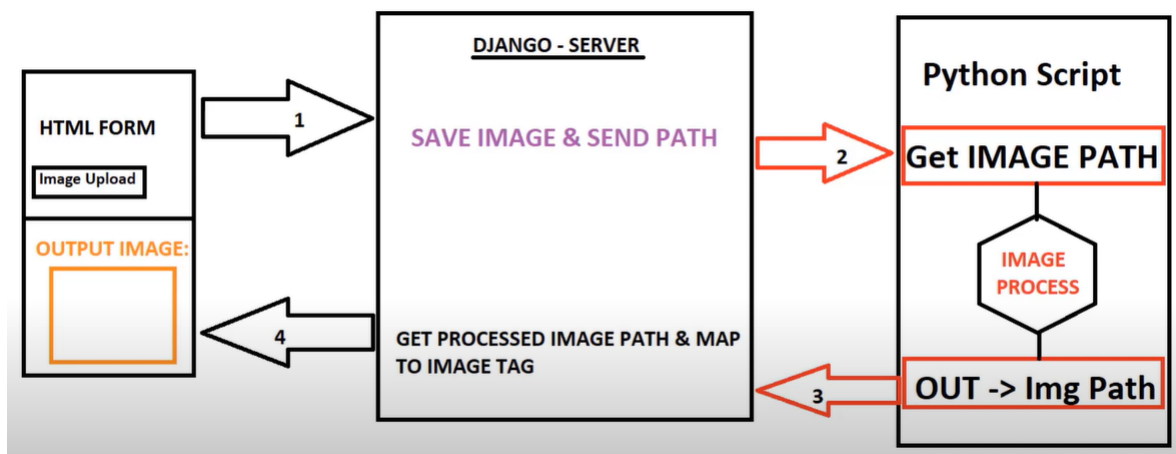 HTML FORM
Image Upload
OUTPUT IMAGE:
1
DJANGO - SERVER
SAVE IMAGE & SEND PATH
2
Python Script
Get IMAGE PATH
IMAGE
PROCESS
OUT -> Img Path
3
GET PROCESSED IMAGE PATH & MAP
TO IMAGE TAG
4